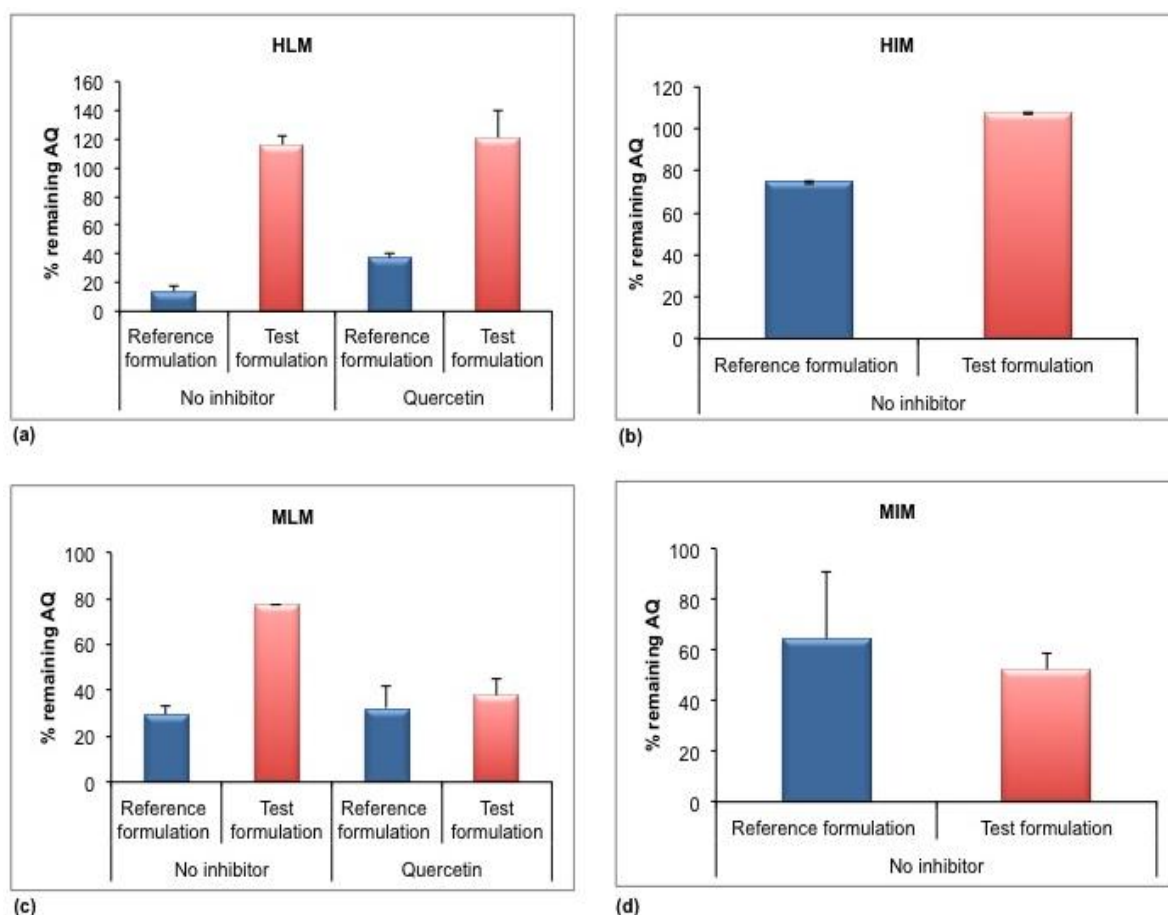 HLM
% remaining AQ
160
140
120
100
80
60
40
20
0
Reference formulation
Test formulation
Reference formulation
Test formulation
No inhibitor
Quercetin
(a)
HIM
% remaining AQ
120
100
80
60
40
20
0
Reference formulation
Test formulation
No inhibitor
(b)
MLM
% remaining AQ
100
80
60
40
20
0
Reference formulation
Test formulation
Reference formulation
Test formulation
No inhibitor
Quercetin
(c)
MIM
% remaining AQ
100
80
60
40
20
0
Reference formulation
Test formulation
No inhibitor
(d)